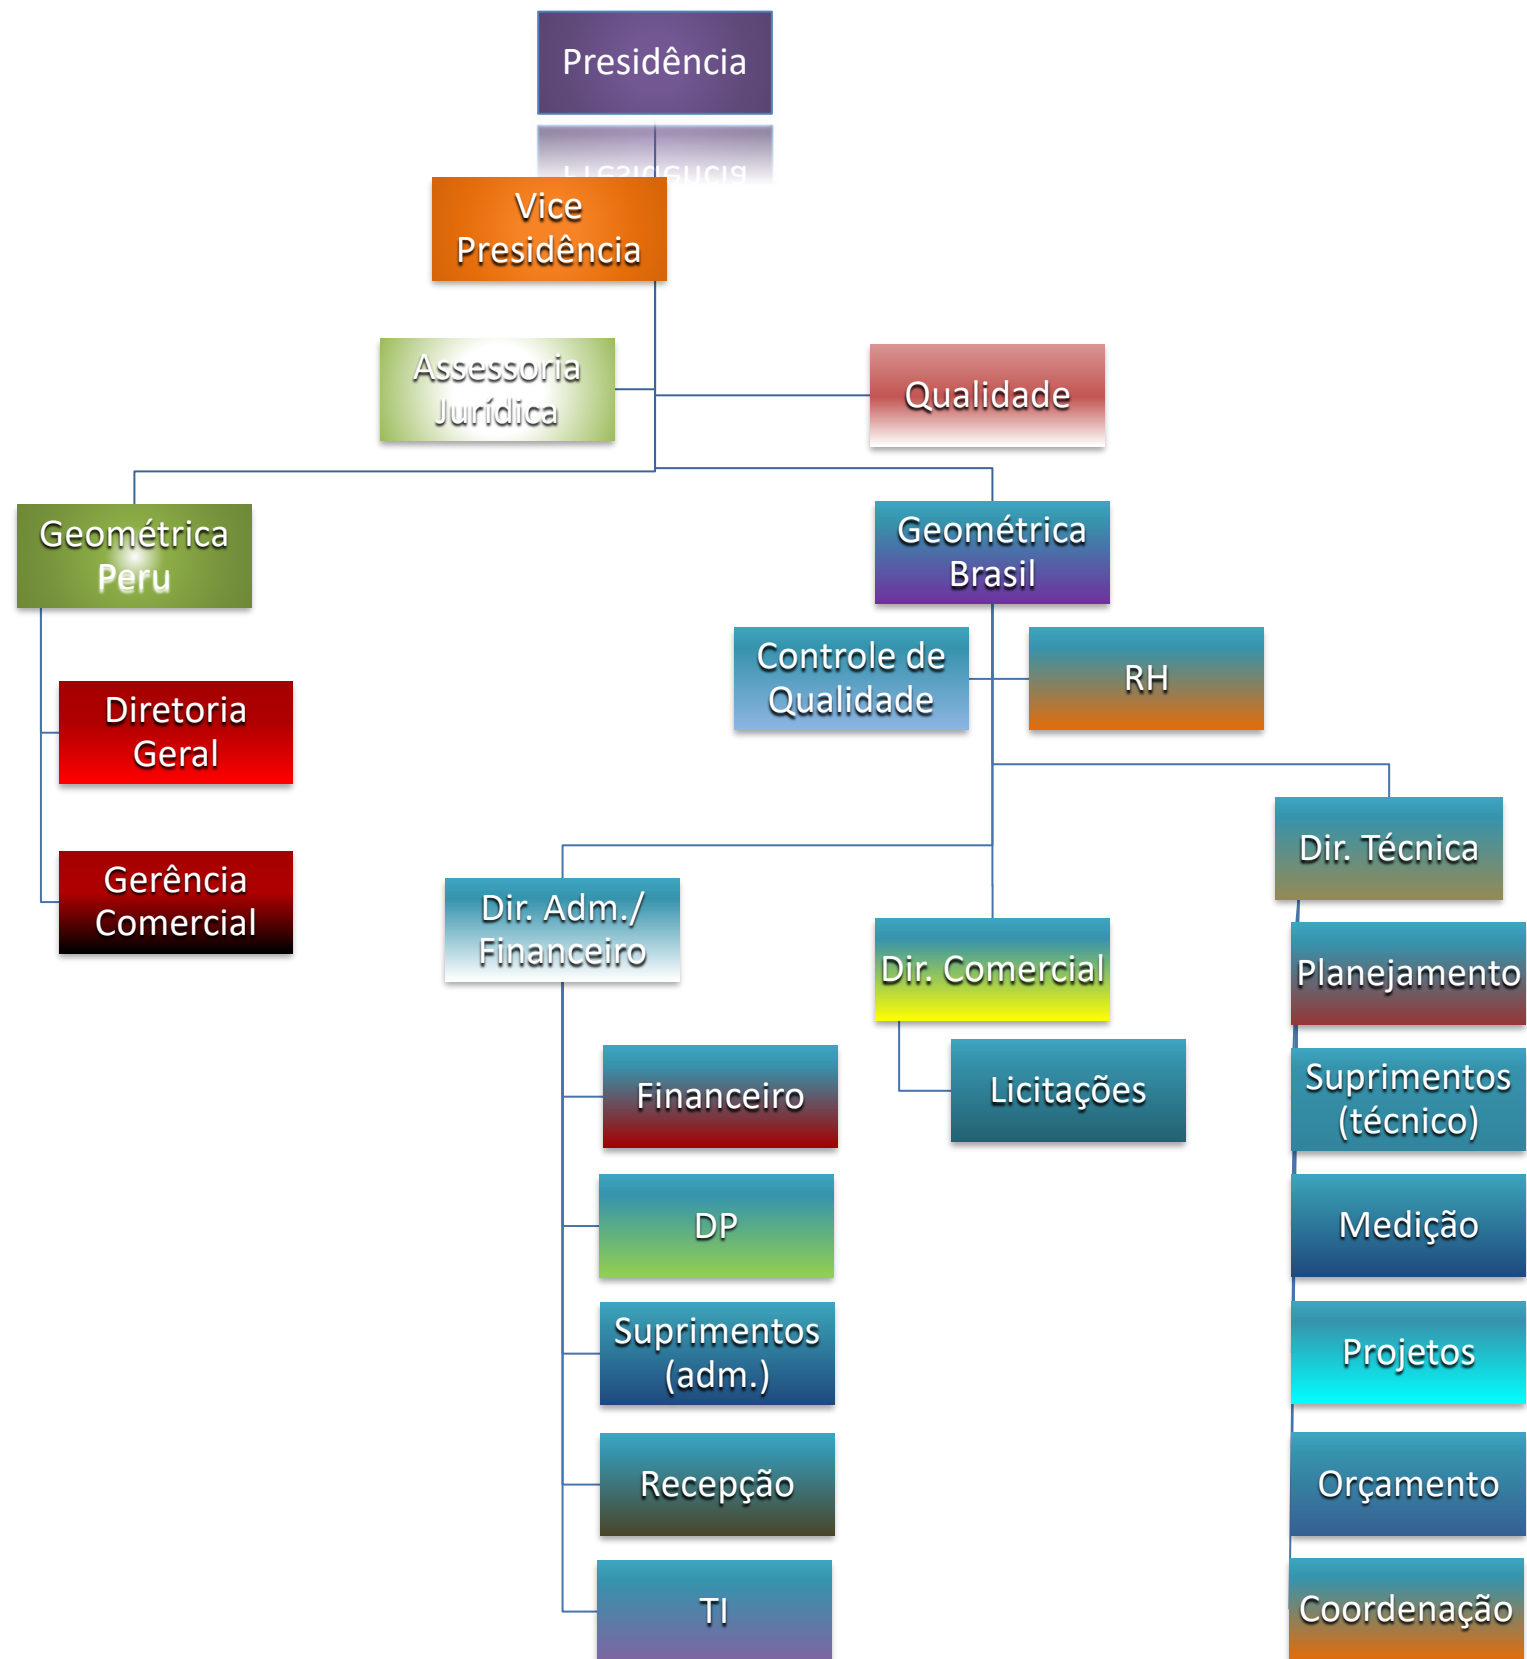 Presidência
Vice
Presidência
Assessoria
Jurídica
Qualidade
Geométrica
Peru
Geométrica
Brasil
Controle de
Qualidade
RH
Diretoria
Geral
Gerência
Comercial
Dir. Técnica
Dir. Adm./
Financeiro
Dir. Comercial
Planejamento
Suprimentos
(técnico)
Medição
Projetos
Orçamento
Coordenação
Licitações
Financeiro
DP
Suprimentos
(adm.)
Recepção
TI